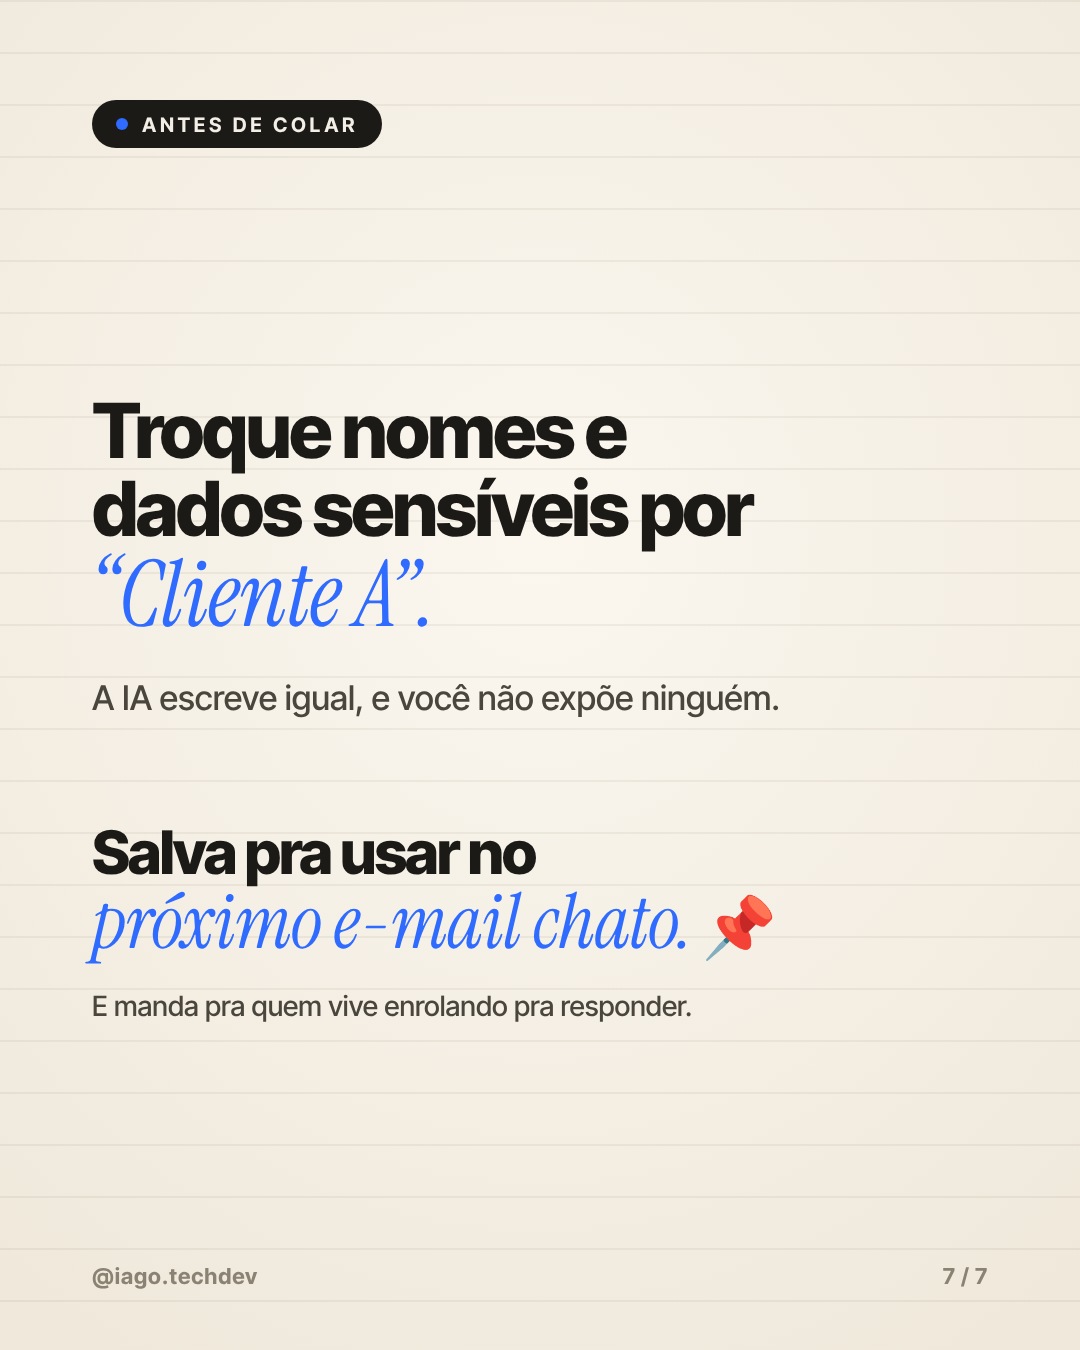 ANTES DE COLAR
Troque nomes e
dados sensíveis por
“Cliente A”.
A IA escreve igual, e você não expõe ninguém.
Salva pra usar no
próximo e-mail chato. 📌
E manda pra quem vive enrolando pra responder.
@iago.techdev
7 / 7